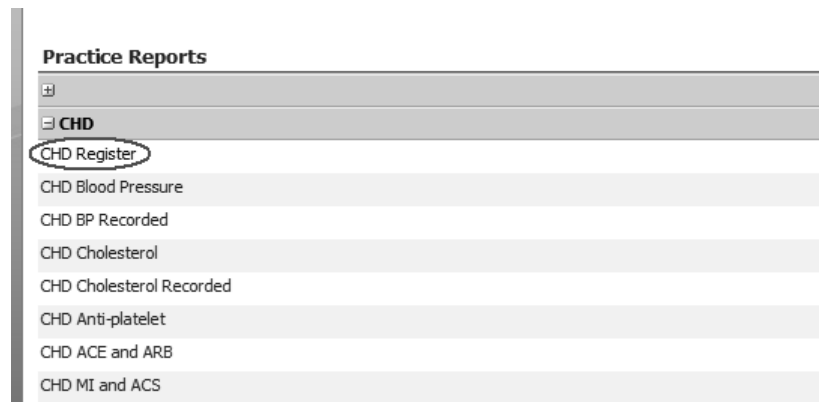 Practice Reports
CHD
CHD Register
CHD Blood Pressure
CHD BP Recorded
CHD Cholesterol
CHD Cholesterol Recorded
CHD Anti-platelet
CHD ACE and ARB
CHD MI and ACS